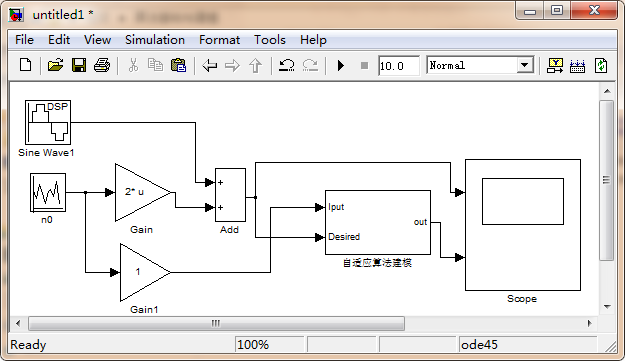 untitled1 *
File Edit View Simulation Format Tools Help
10.0 Normal
DSP
Sine Wave1
n0
2* u
Gain
1
Gain1
+
+
Add
Iput
Desired
out
自适应算法建模
Scope
Ready 100% ode45